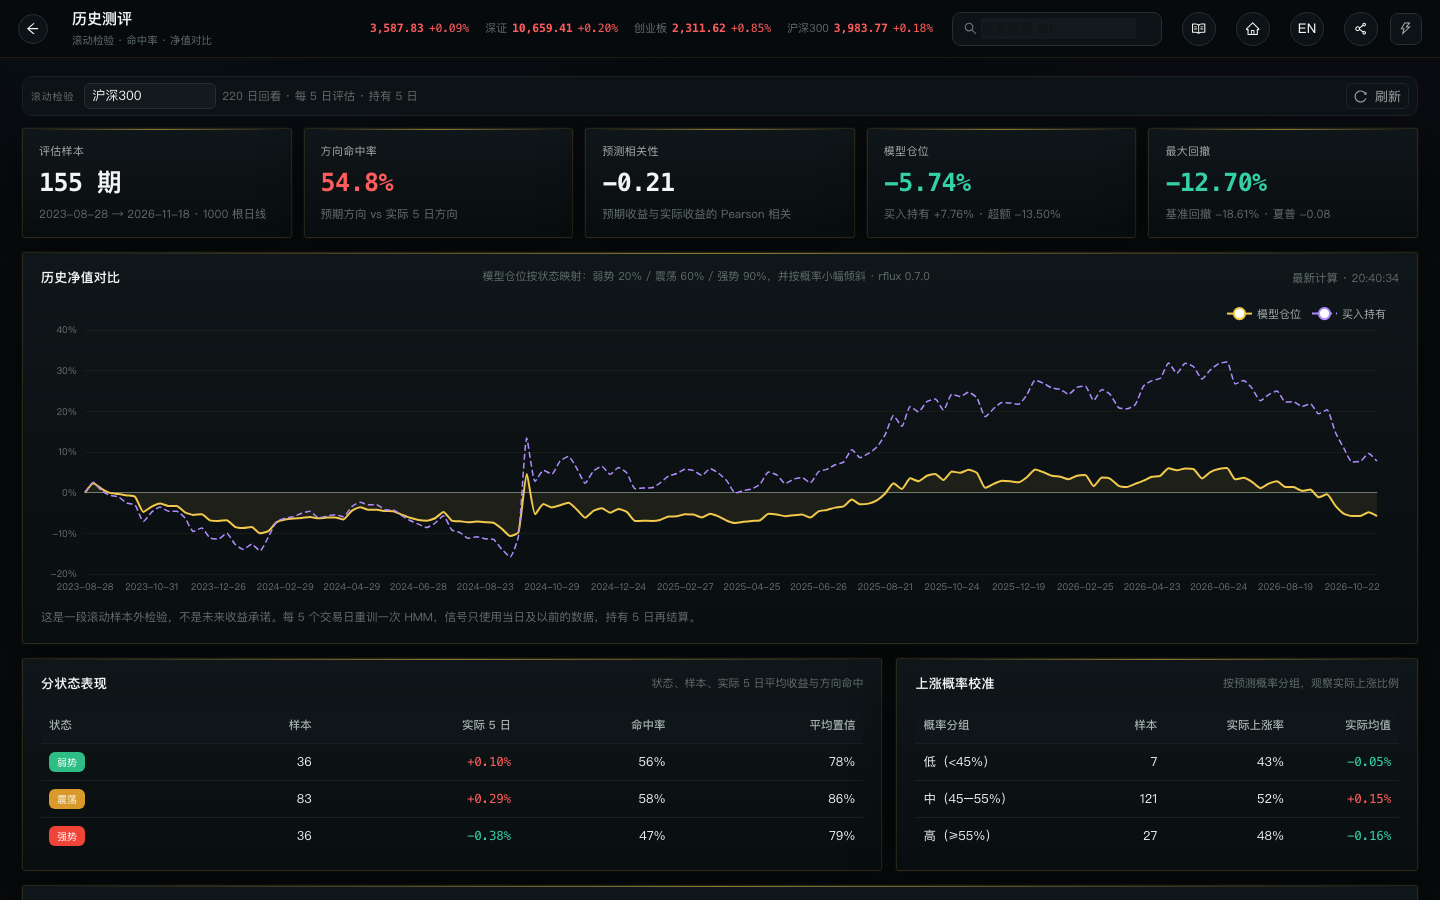 历史测评
滚动检验 · 命中率 · 净值对比
3,587.83 +0.09% 深证 10,659.41 +0.20% 创业板 2,311.62 +0.85% 沪深300 3,983.77 +0.18%
EN
滚动检验 沪深300 220 日回看 · 每 5 日评估 · 持有 5 日 刷新
评估样本
155 期
2023-08-28 → 2026-11-18 · 1000 根日线
方向命中率
54.8%
预期方向 vs 实际 5 日方向
预测相关性
-0.21
预期收益与实际收益的 Pearson 相关
模型仓位
-5.74%
买入持有 +7.76% · 超额 -13.50%
最大回撤
-12.70%
基准回撤 -18.61% · 夏普 -0.08
历史净值对比 模型仓位按状态映射：弱势 20% / 震荡 60% / 强势 90%，并按概率小幅倾斜 · rflux 0.7.0 最新计算 · 20:40:34
模型仓位 买入持有
40%
30%
20%
10%
0%
-10%
-20%
2023-08-28 2023-10-31 2023-12-26 2024-02-29 2024-04-29 2024-06-28 2024-08-23 2024-10-29 2024-12-24 2025-02-27 2025-04-25 2025-06-26 2025-08-21 2025-10-24 2025-12-19 2026-02-25 2026-04-23 2026-06-24 2026-08-19 2026-10-22
这是一段滚动样本外检验，不是未来收益承诺。每 5 个交易日重训一次 HMM，信号只使用当日及以前的数据，持有 5 日再结算。
分状态表现 状态、样本、实际 5 日平均收益与方向命中
状态 样本 实际 5 日 命中率 平均置信
弱势 36 +0.10% 56% 78%
震荡 83 +0.29% 58% 86%
强势 36 -0.38% 47% 79%
上涨概率校准 按预测概率分组，观察实际上涨比例
概率分组 样本 实际上涨率 实际均值
低（<45%） 7 43% -0.05%
中（45—55%） 121 52% +0.15%
高（≥55%） 27 48% -0.16%